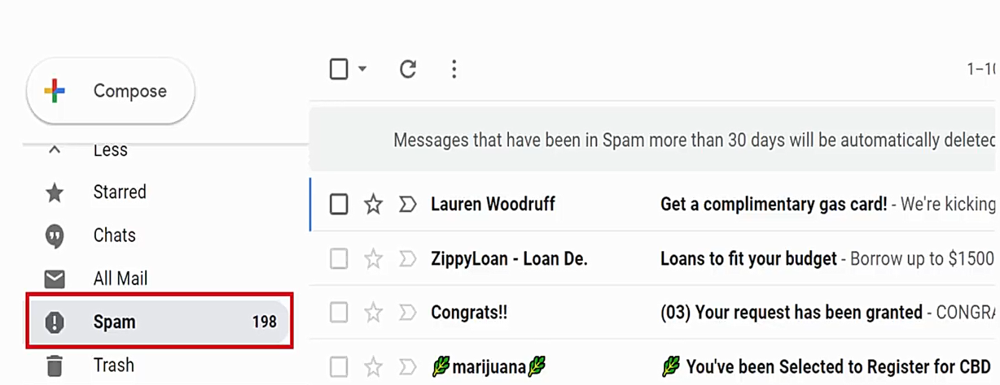 Compose
Less
Starred
Chats
All Mail
Spam 198
Trash
1–10
Messages that have been in Spam more than 30 days will be automatically deleted
Lauren Woodruff Get a complimentary gas card! - We're kicking
ZippyLoan - Loan De. Loans to fit your budget - Borrow up to $1500
Congrats!! (03) Your request has been granted - CONGRA
🌿marijuana🌿 🌿 You've been Selected to Register for CBD